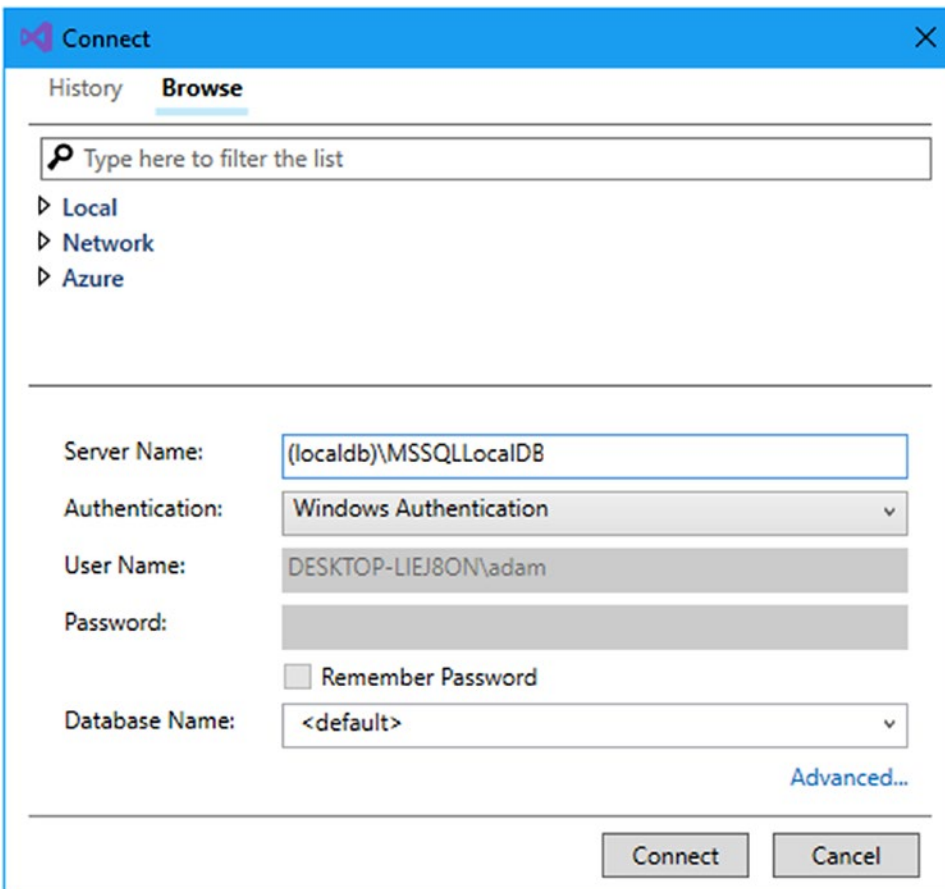 Connect
History Browse
Type here to filter the list
Local
Network
Azure
Server Name: (localdb)\MSSQLLocalDB
Authentication: Windows Authentication
User Name: DESKTOP-LIEJ8ON\adam
Password:
Remember Password
Database Name: <default>
Advanced...
Connect Cancel